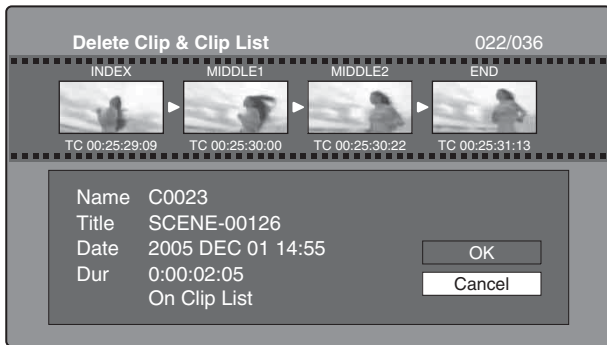 Delete Clip & Clip List 022/036
INDEX MIDDLE1 MIDDLE2 END
TC 00:25:29:09 TC 00:25:30:00 TC 00:25:30:22 TC 00:25:31:13
Name C0023
Title SCENE-00126
Date 2005 DEC 01 14:55
Dur 0:00:02:05
On Clip List
OK
Cancel